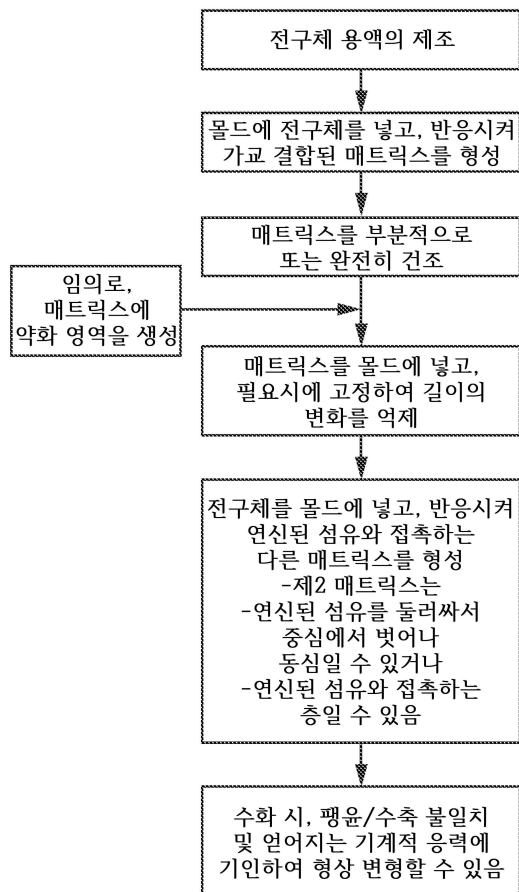 전구체 용액의 제조
몰드에 전구체를 넣고, 반응시켜
가교 결합된 매트릭스를 형성
매트릭스를 부분적으로
또는 완전히 건조
임의로,
매트릭스에
약화 영역을 생성
매트릭스를 몰드에 넣고,
필요시에 고정하여 길이의
변화를 억제
전구체를 몰드에 넣고, 반응시켜
연신된 섬유와 접촉하는
다른 매트릭스를 형성
-제2 매트릭스는
-연신된 섬유를 둘러싸서
중심에서 벗어나
동심일 수 있거나
-연신된 섬유와 접촉하는
층일 수 있음
수화 시, 팽윤/수축 불일치
및 얻어지는 기계적 응력에
기인하여 형상 변형할 수 있음